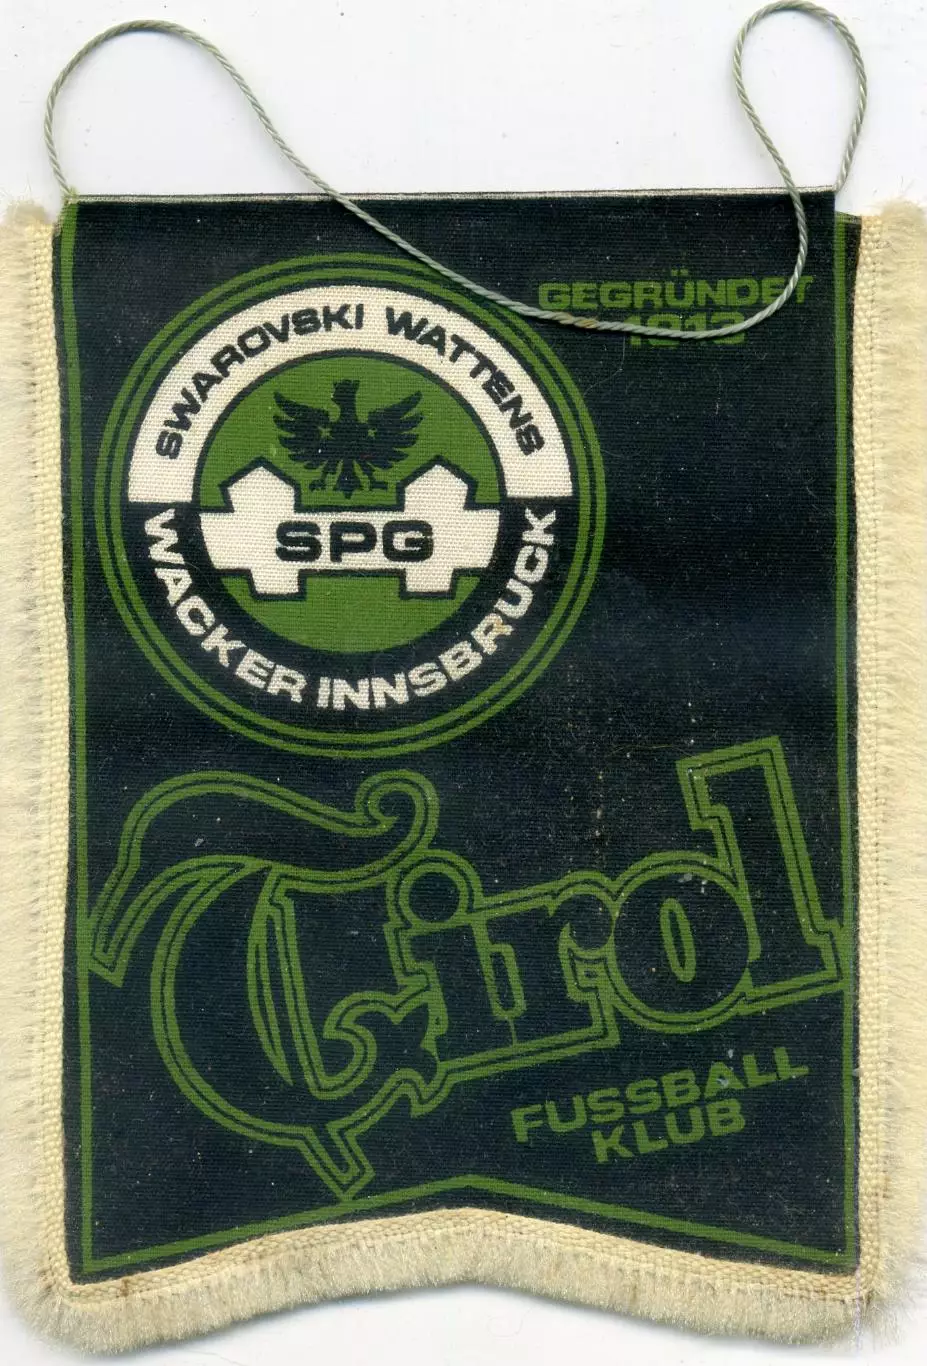 GEGRÜNDET
1913
SWAROVSKI WATTENS
SPG
WACKER INNSBRUCK
Tirol
FUSSBALL
KLUB